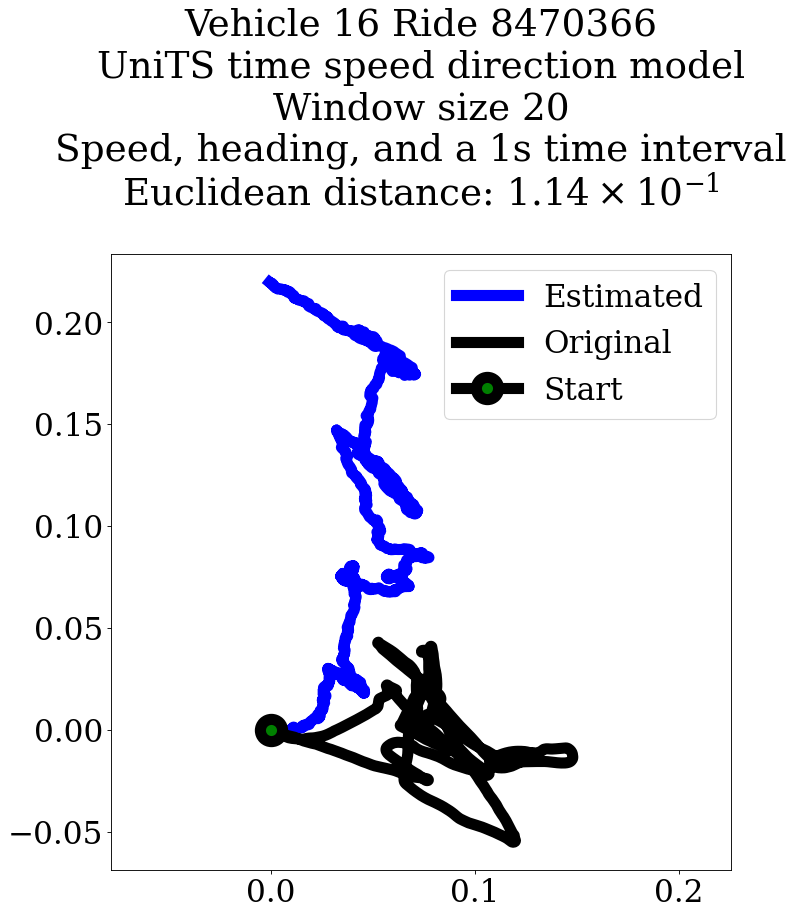 Vehicle 16 Ride 8470366
UniTS time speed direction model
Window size 20
Speed, heading, and a 1s time interval
Euclidean distance: 1.14 × 10⁻¹
Estimated
Original
Start
0.20
0.15
0.10
0.05
0.00
−0.05
0.0 0.1 0.2